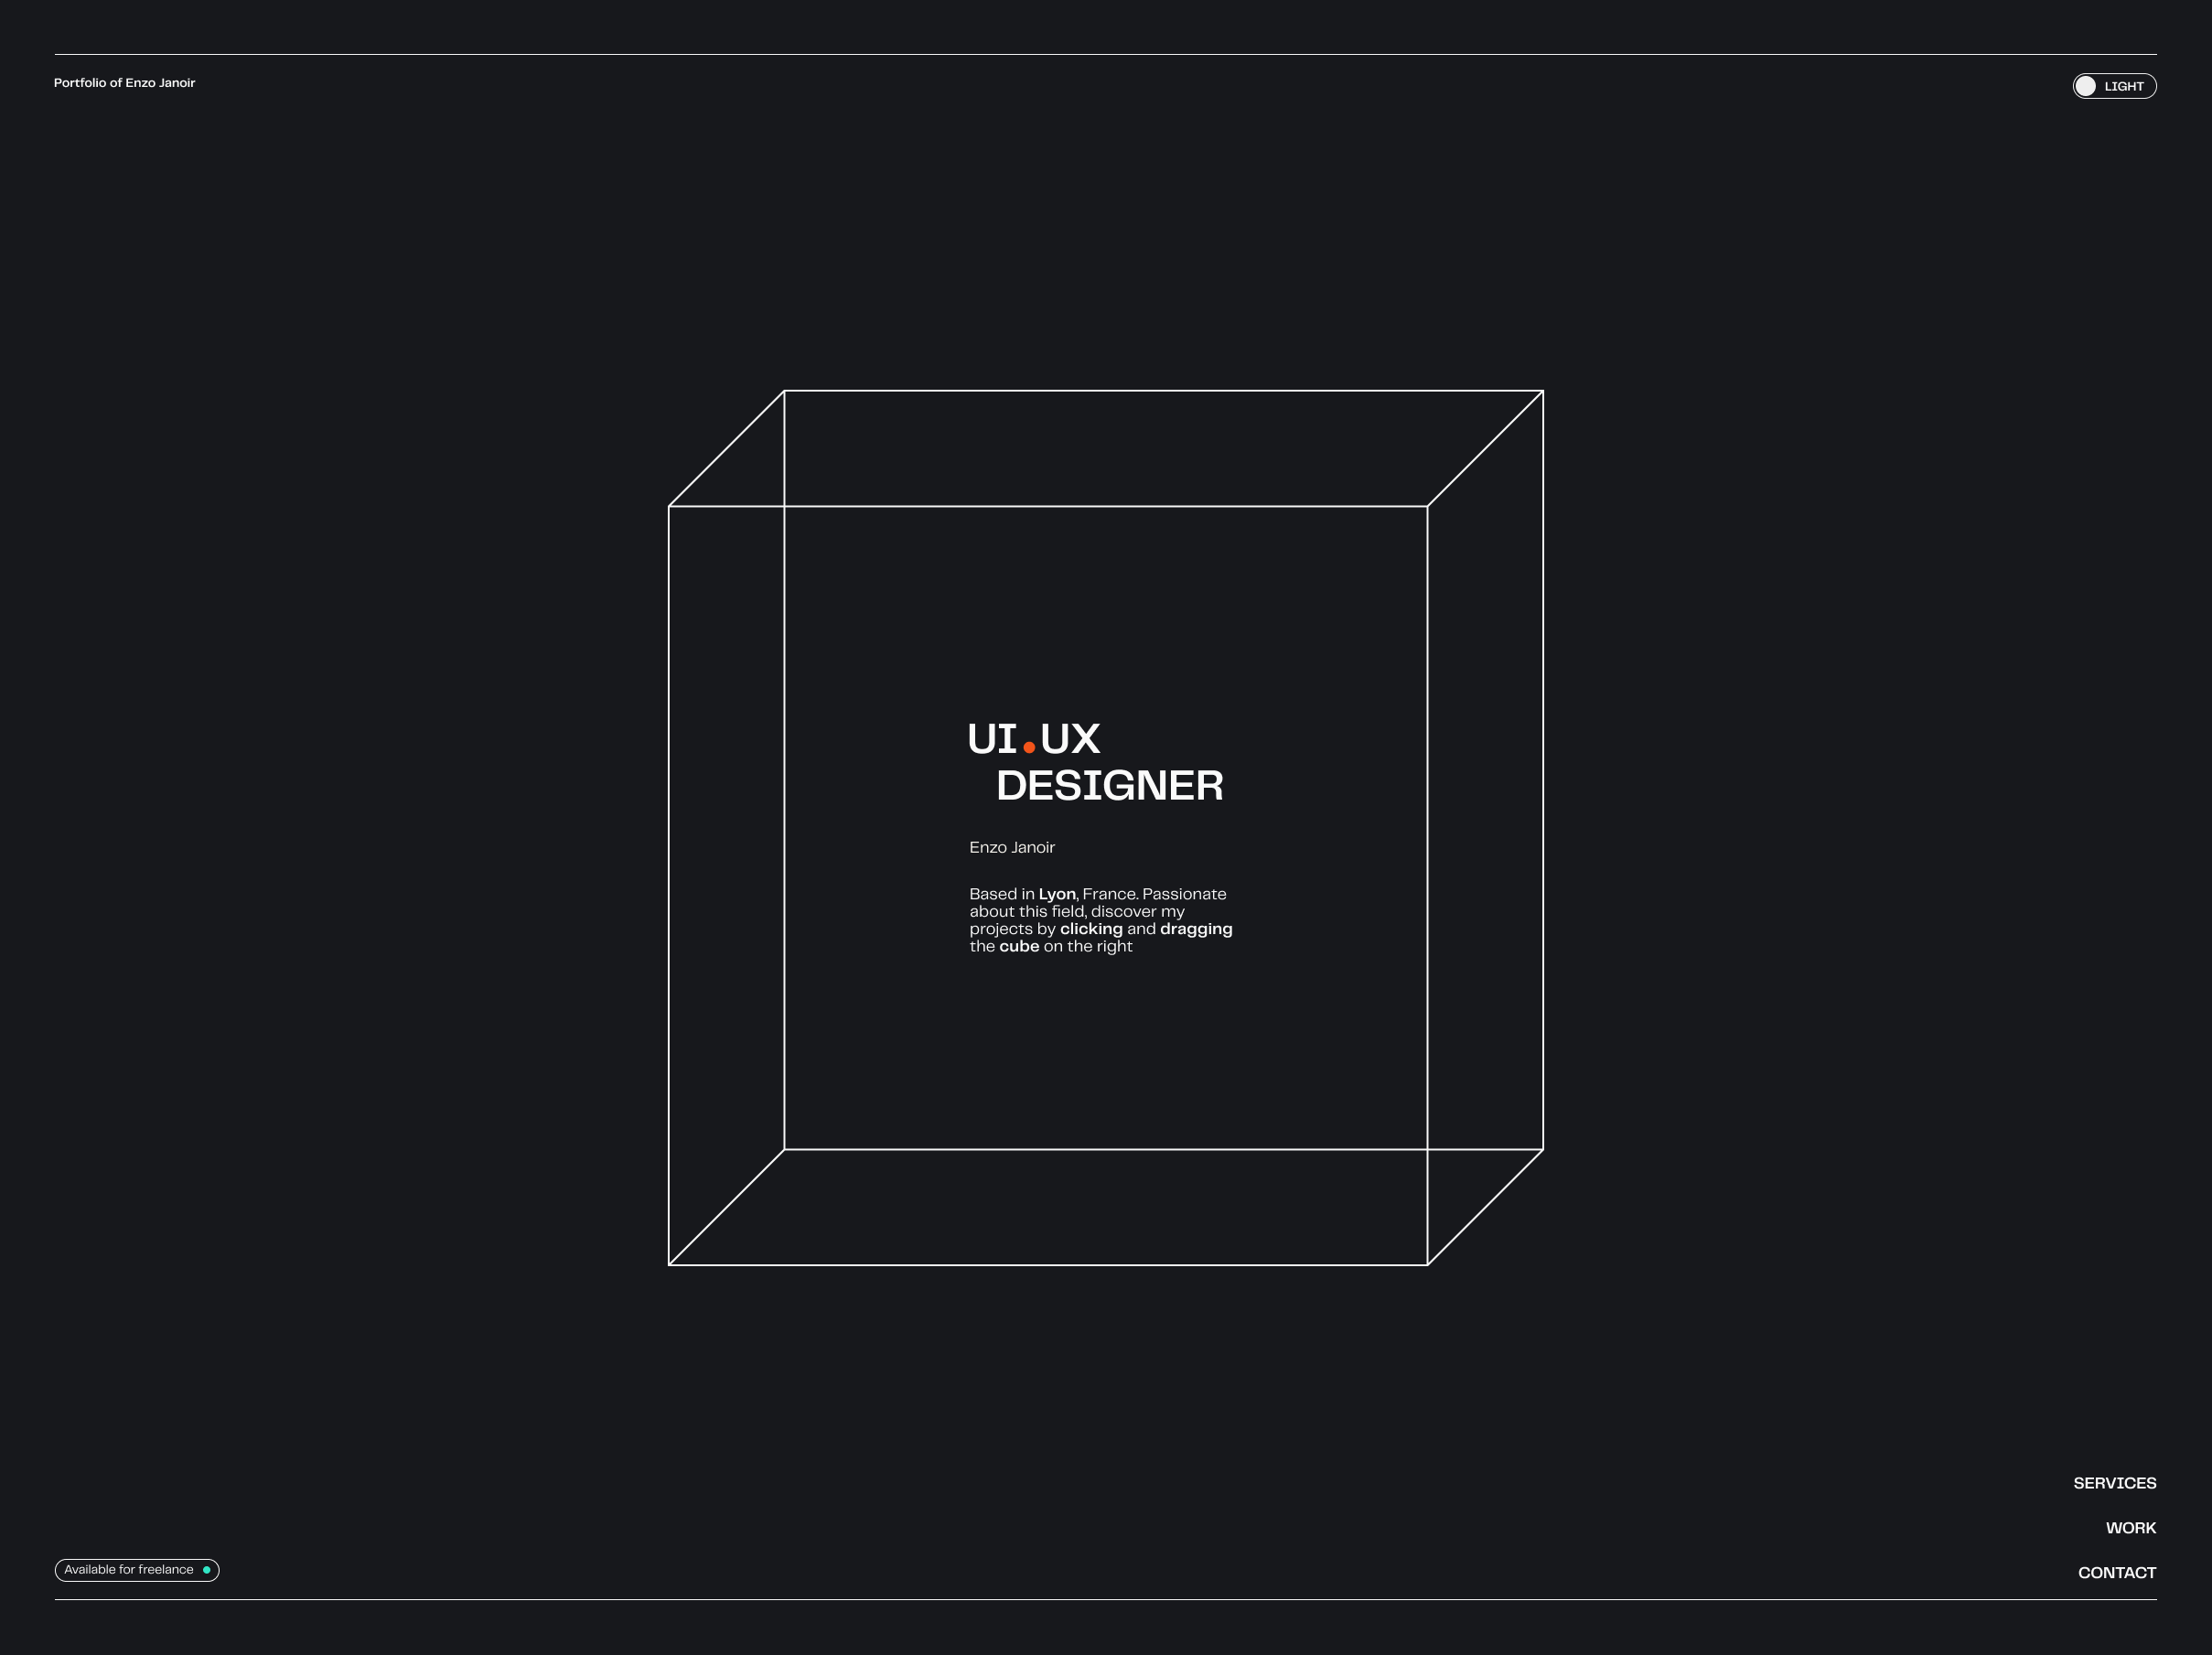 Portfolio of Enzo Janoir
LIGHT
UI.UX
DESIGNER
Enzo Janoir
Based in Lyon, France. Passionate
about this field, discover my
projects by clicking and dragging
the cube on the right
SERVICES
WORK
Available for freelance
CONTACT